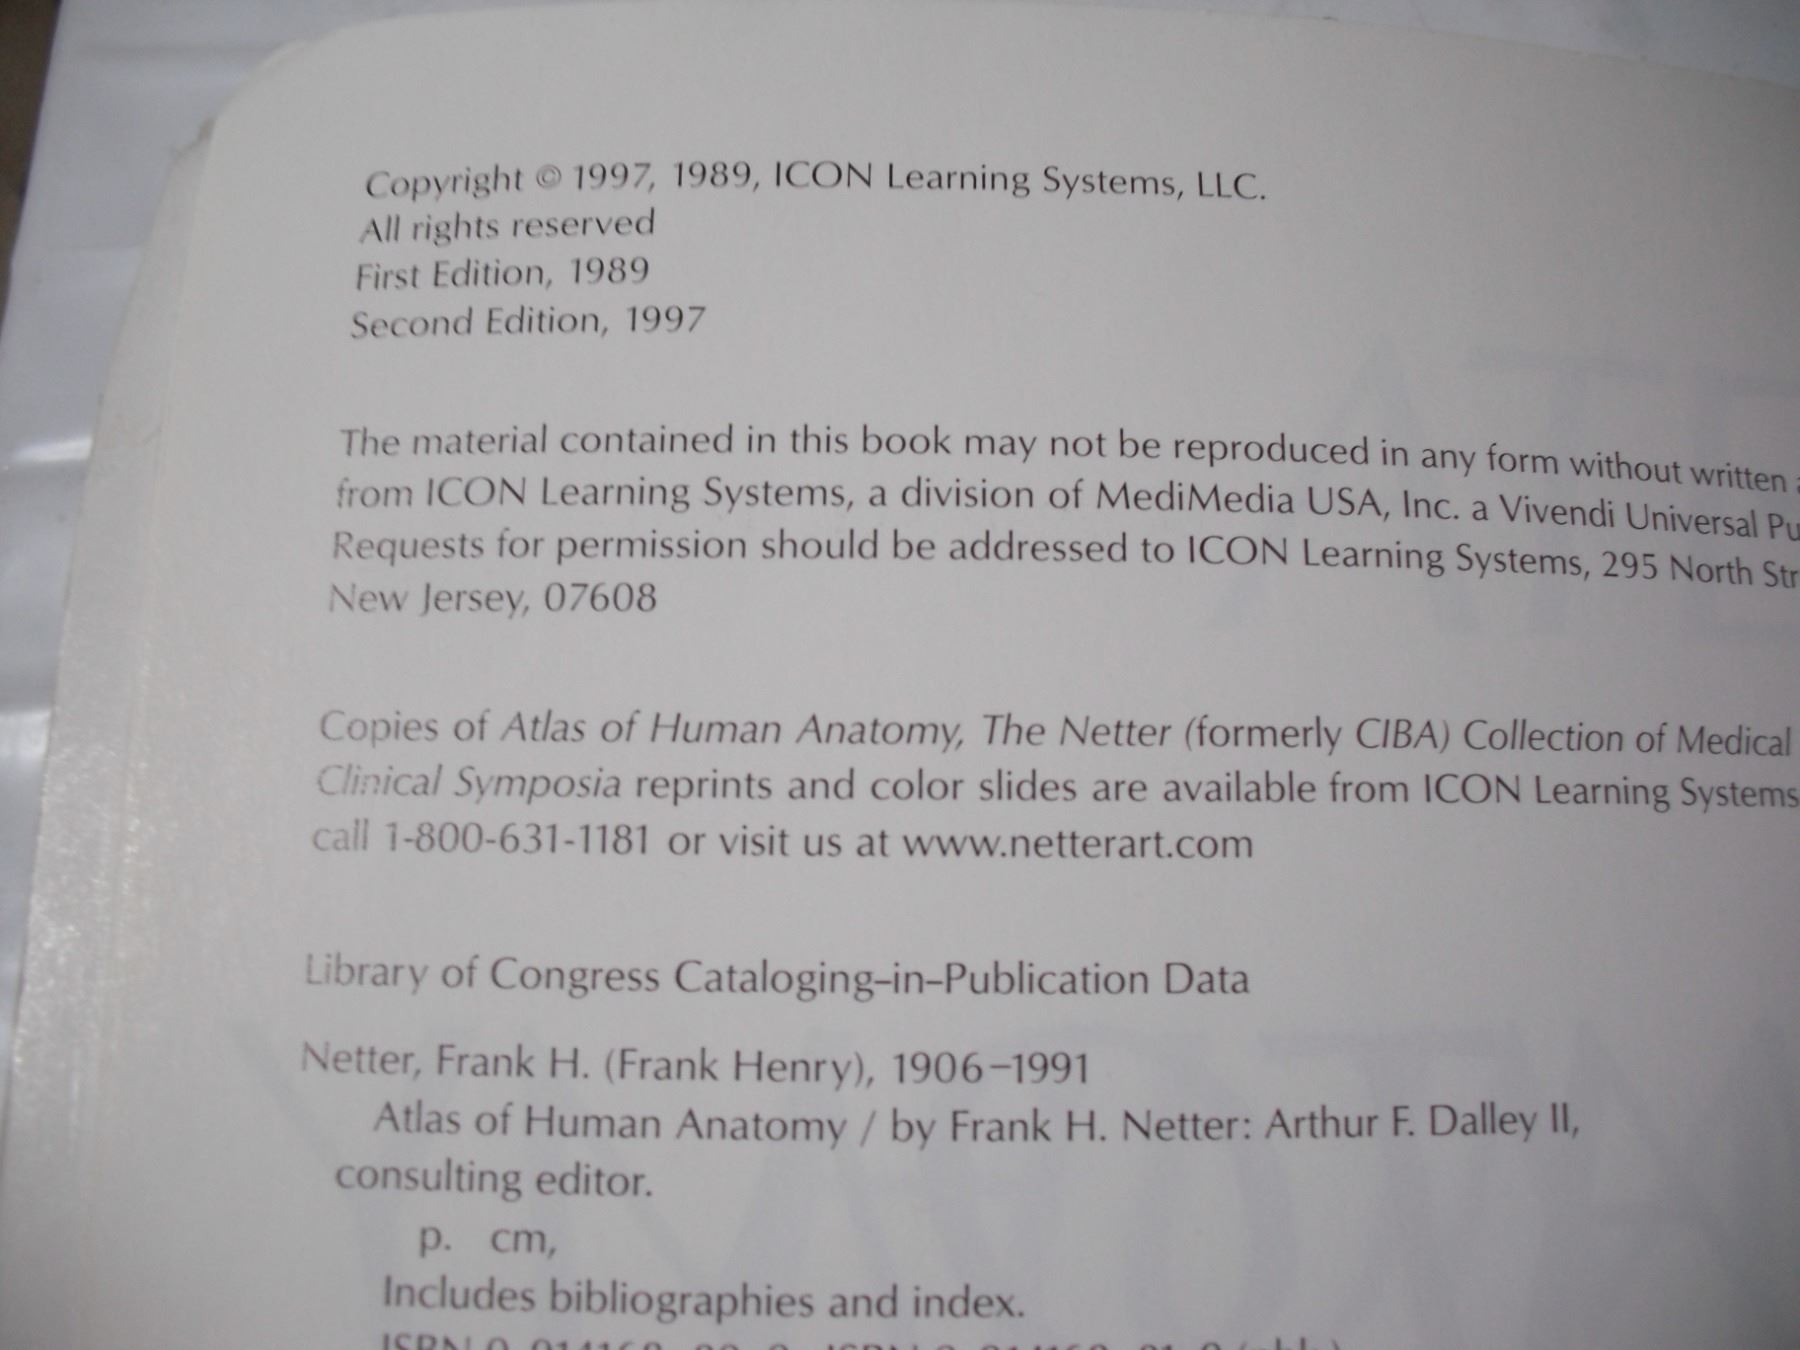 Copyright © 1997, 1989, ICON Learning Systems, LLC.
All rights reserved
First Edition, 1989
Second Edition, 1997
The material contained in this book may not be reproduced in any form without written
from ICON Learning Systems, a division of MediMedia USA, Inc. a Vivendi Universal Pu
Requests for permission should be addressed to ICON Learning Systems, 295 North Str
New Jersey, 07608
Copies of Atlas of Human Anatomy, The Netter (formerly CIBA) Collection of Medical
Clinical Symposia reprints and color slides are available from ICON Learning Systems
call 1-800-631-1181 or visit us at www.netterart.com
Library of Congress Cataloging-in-Publication Data
Netter, Frank H. (Frank Henry), 1906-1991
Atlas of Human Anatomy / by Frank H. Netter: Arthur F. Dalley II,
consulting editor.
p. cm,
Includes bibliographies and index.